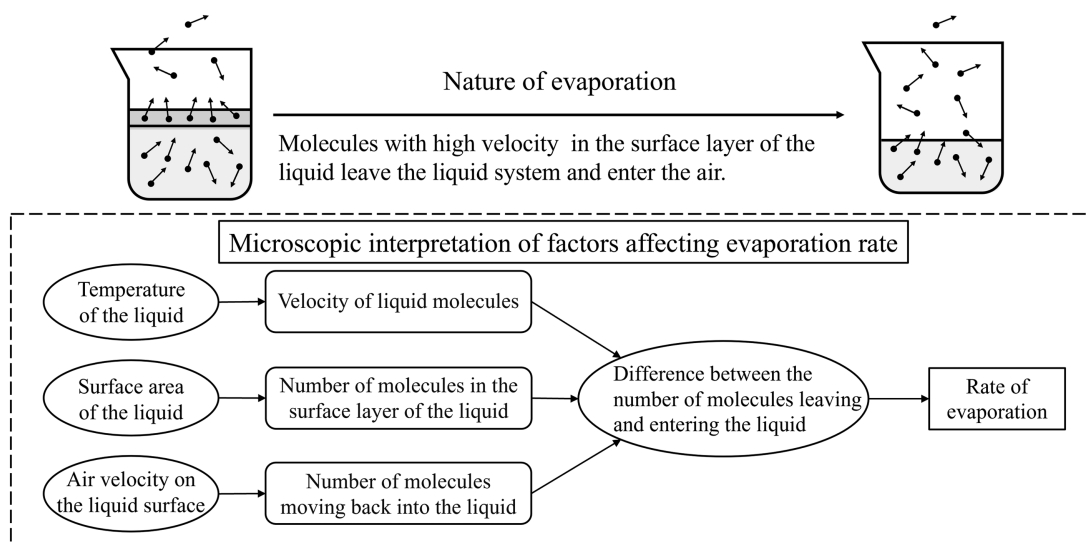 Nature of evaporation
Molecules with high velocity in the surface layer of the
liquid leave the liquid system and enter the air.
Microscopic interpretation of factors affecting evaporation rate
Temperature
of the liquid
Velocity of liquid molecules
Surface area
of the liquid
Number of molecules in the
surface layer of the liquid
Air velocity on
the liquid surface
Number of molecules
moving back into the liquid
Difference between the
number of molecules leaving
and entering the liquid
Rate of
evaporation